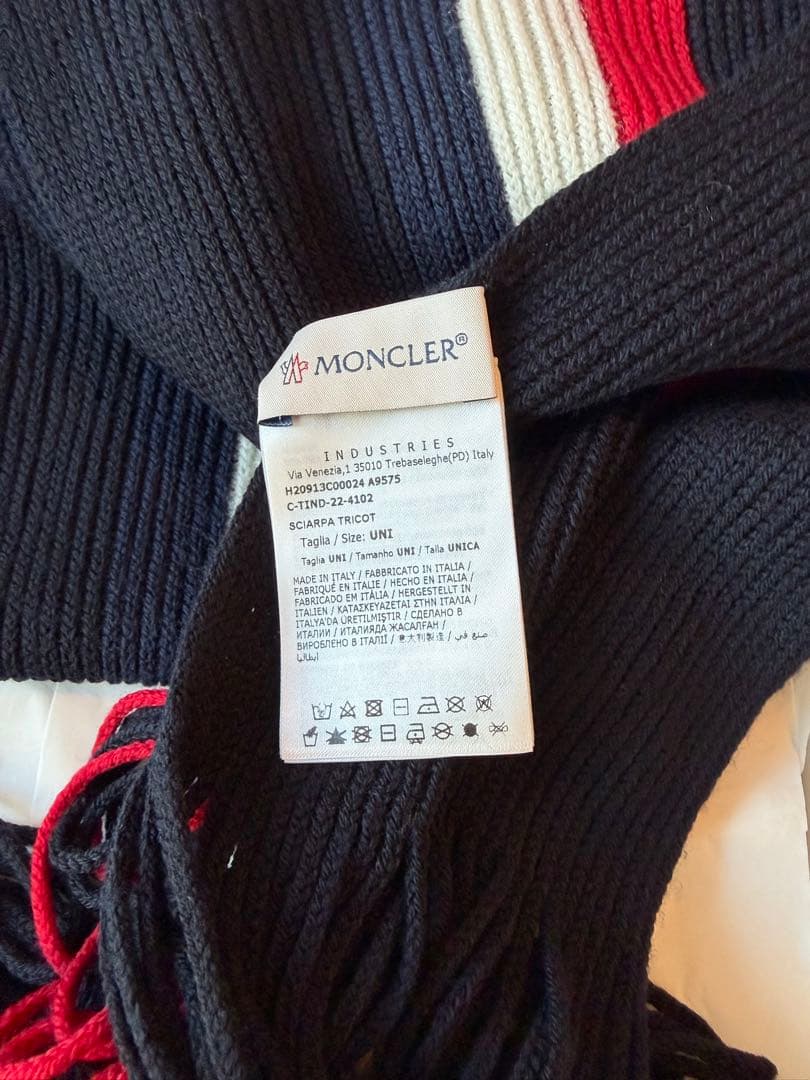 MONCLER®
INDUSTRIES
Via Venezia,1 35010 Trebaseleghe(PD) Italy
H20913C00024 A9575
C-TIND-22-4102
SCIARPA TRICOT
Taglia / Size: UNI
Taglia UNI / Tamanho UNI / Talla UNICA
MADE IN ITALY / FABBRICATO IN ITALIA /
FABRIQUÉ EN ITALIE / HECHO EN ITALIA /
FABRICADO EM ITÁLIA / HERGESTELLT IN
ITALIEN / ΚΑΤΑΣΚΕΥΑΖΕΤΑΙ ΣΤΗΝ ΙΤΑΛΙΑ /
ITALYA'DA ÜRETILMIŞTIR / СДЕЛАНО В
ИТАЛИИ / ИТАЛИЯДА ЖАСАЛҒАН /
ВИРОБЛЕНО В ІТАЛІЇ / 意大利製造 / صنع في
ايطاليا